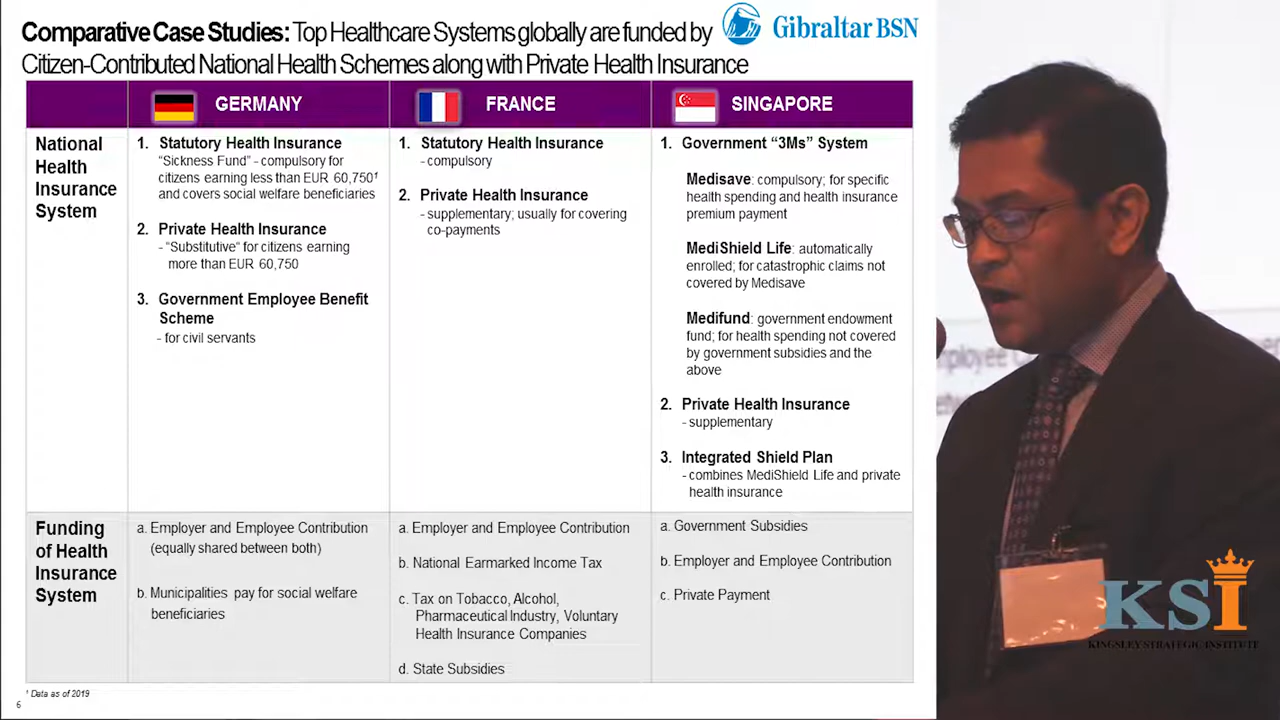 Comparative Case Studies: Top Healthcare Systems globally are funded by
Citizen-Contributed National Health Schemes along with Private Health Insurance
Gibraltar BSN
GERMANY
FRANCE
SINGAPORE
National
Health
Insurance
System
1. Statutory Health Insurance
"Sickness Fund" - compulsory for
citizens earning less than EUR 60,750¹
and covers social welfare beneficiaries
2. Private Health Insurance
- "Substitutive" for citizens earning
more than EUR 60,750
3. Government Employee Benefit
Scheme
- for civil servants
1. Statutory Health Insurance
- compulsory
2. Private Health Insurance
- supplementary; usually for covering
co-payments
1. Government “3Ms” System
Medisave: compulsory; for specific
health spending and health insurance
premium payment
MediShield Life: automatically
enrolled; for catastrophic claims not
covered by Medisave
Medifund: government endowment
fund; for health spending not covered
by government subsidies and the
above
2. Private Health Insurance
- supplementary
3. Integrated Shield Plan
- combines MediShield Life and private
health insurance
Funding
of Health
Insurance
System
a. Employer and Employee Contribution
(equally shared between both)
b. Municipalities pay for social welfare
beneficiaries
a. Employer and Employee Contribution
b. National Earmarked Income Tax
c. Tax on Tobacco, Alcohol,
Pharmaceutical Industry, Voluntary
Health Insurance Companies
d. State Subsidies
a. Government Subsidies
b. Employer and Employee Contribution
c. Private Payment
¹ Data as of 2019
6
KSI
KINGSLEY STRATEGIC INSTITUTE